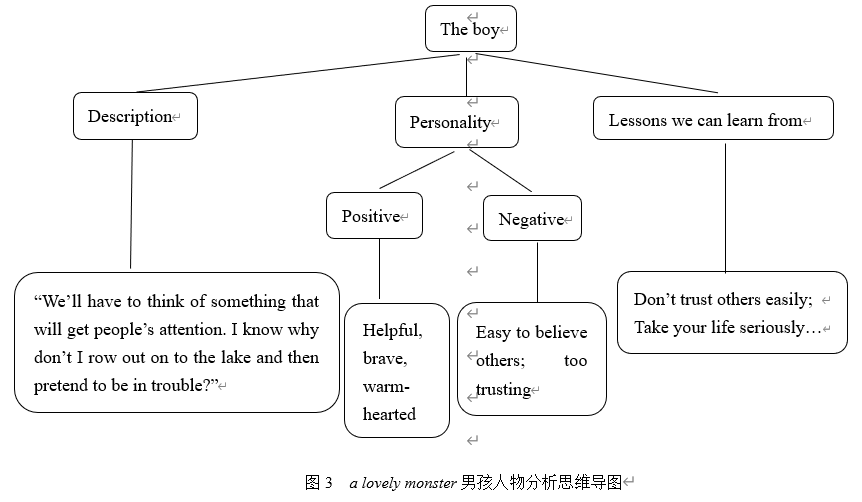 The boy
Description
Personality
Lessons we can learn from
Positive
Negative
“We’ll have to think of something that
will get people’s attention. I know why
don’t I row out on to the lake and then
pretend to be in trouble?”
Helpful,
brave,
warm-
hearted
Easy to believe
others; too
trusting
Don’t trust others easily;
Take your life seriously…
图 3 a lovely monster 男孩人物分析思维导图